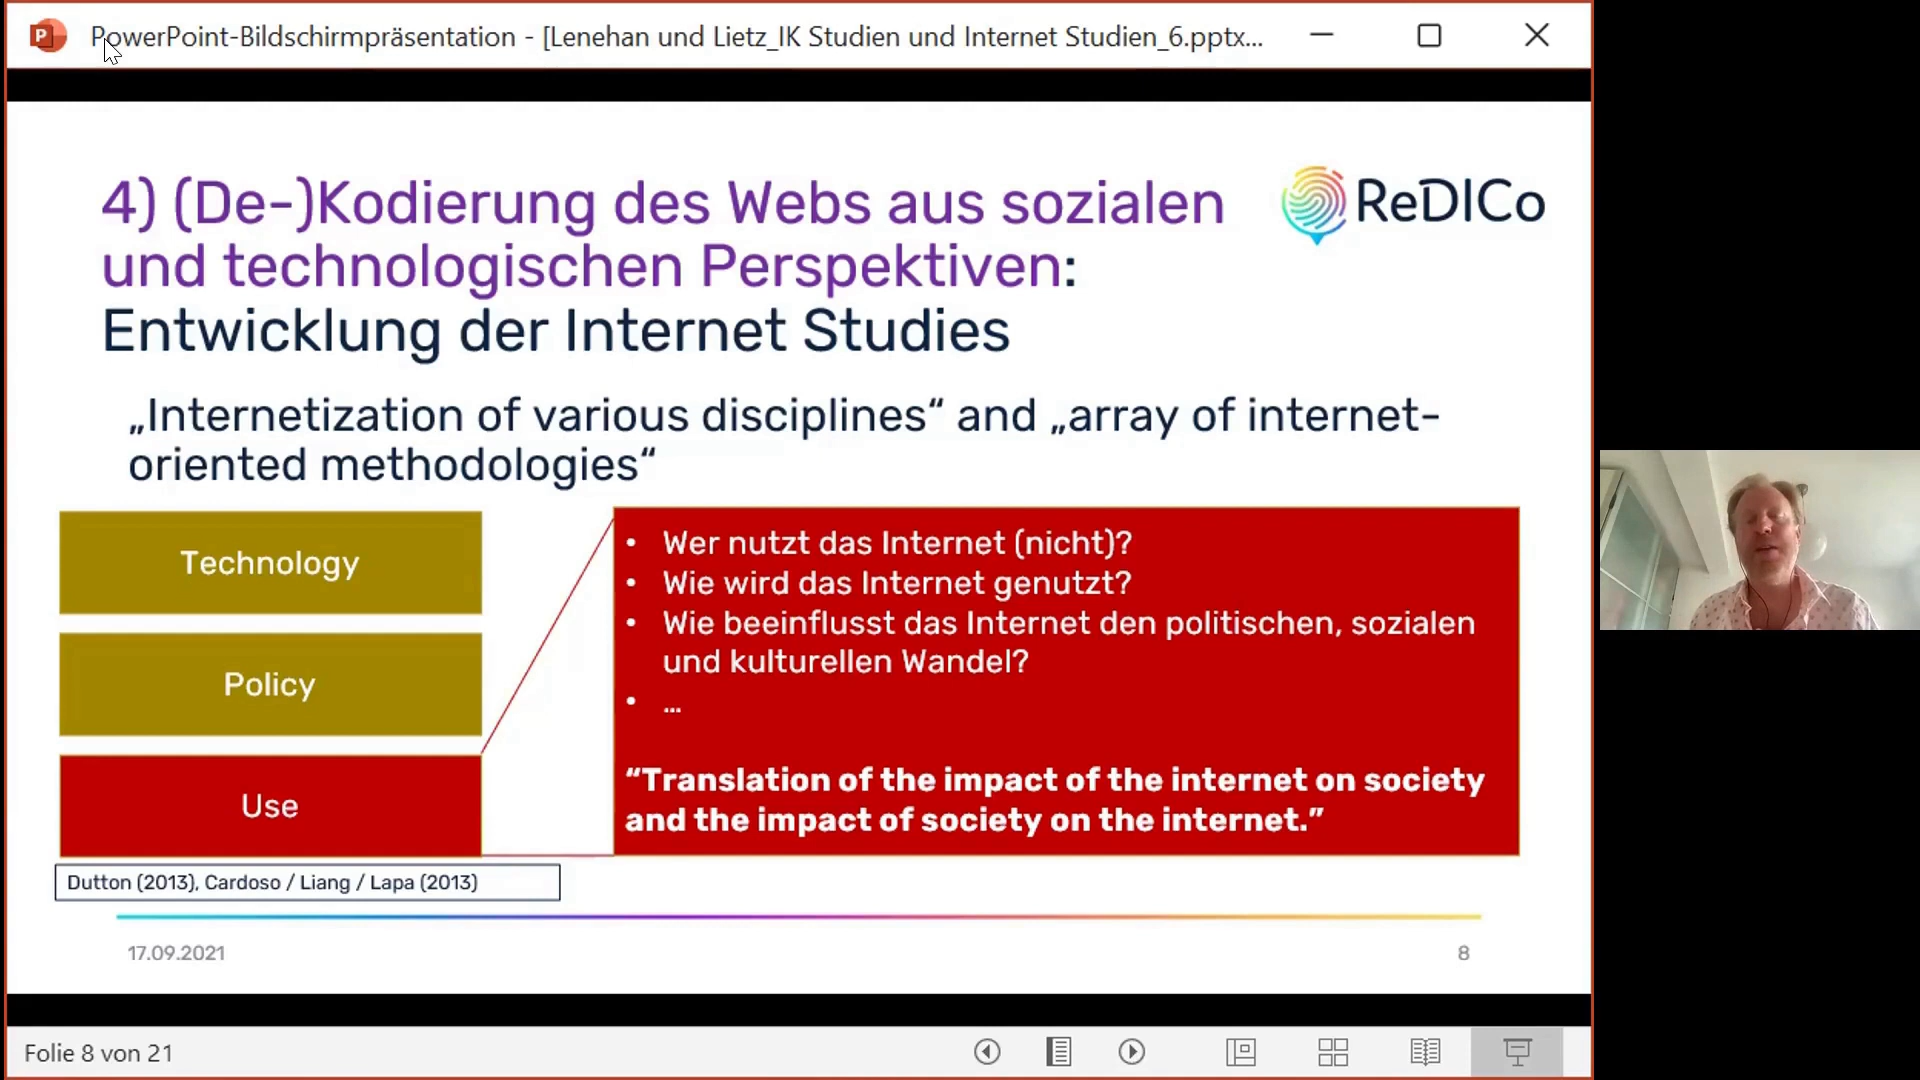 PowerPoint-Bildschirmpräsentation - [Lenehan und Lietz_IK Studien und Internet Studien_6.pptx...
4) (De-)Kodierung des Webs aus sozialen
und technologischen Perspektiven:
Entwicklung der Internet Studies
ReDICo
„Internetization of various disciplines“ and „array of internet-
oriented methodologies“
Technology
Policy
Use
• Wer nutzt das Internet (nicht)?
• Wie wird das Internet genutzt?
• Wie beeinflusst das Internet den politischen, sozialen
und kulturellen Wandel?
• …
“Translation of the impact of the internet on society
and the impact of society on the internet.”
Dutton (2013), Cardoso / Liang / Lapa (2013)
17.09.2021
8
Folie 8 von 21